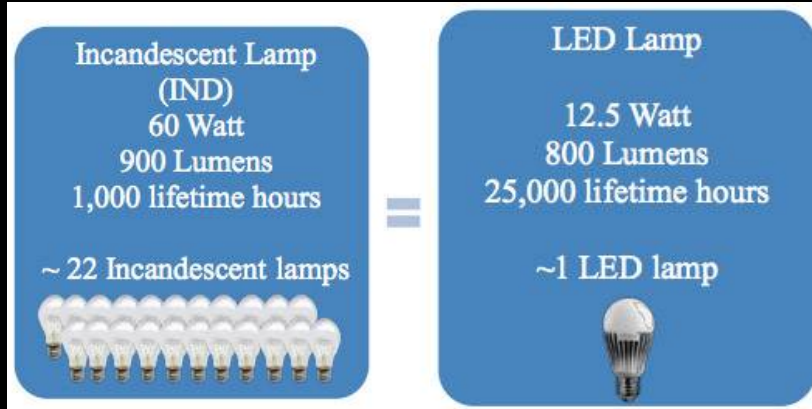 Incandescent Lamp
(IND)
60 Watt
900 Lumens
1,000 lifetime hours
~ 22 Incandescent lamps
=
LED Lamp
12.5 Watt
800 Lumens
25,000 lifetime hours
~1 LED lamp